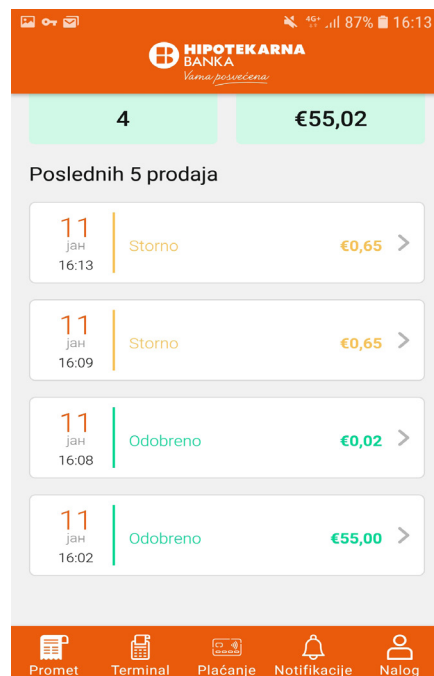 4G+ 87% 16:13
HIPOTEKARNA
BANKA
Vama posvećena
4 €55,02
Poslednih 5 prodaja
11
јан
16:13
Storno €0,65
11
јан
16:09
Storno €0,65
11
јан
16:08
Odobreno €0,02
11
јан
16:02
Odobreno €55,00
Promet Terminal Plaćanje Notifikacije Nalog